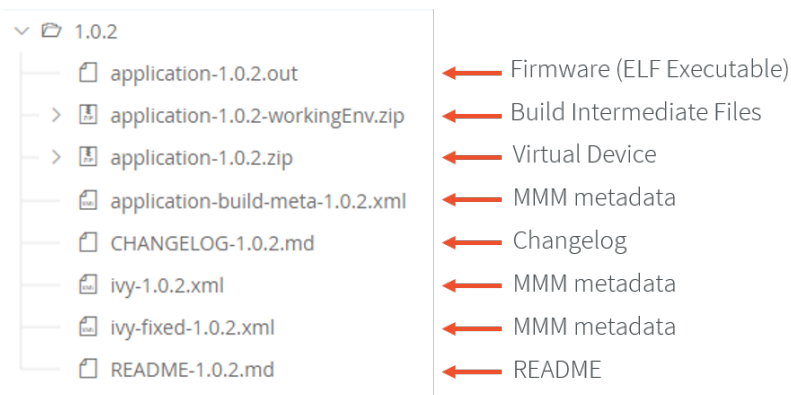 1.0.2
application-1.0.2.out Firmware (ELF Executable)
application-1.0.2-workingEnv.zip Build Intermediate Files
application-1.0.2.zip Virtual Device
application-build-meta-1.0.2.xml MMM metadata
CHANGELOG-1.0.2.md Changelog
ivy-1.0.2.xml MMM metadata
ivy-fixed-1.0.2.xml MMM metadata
README-1.0.2.md README